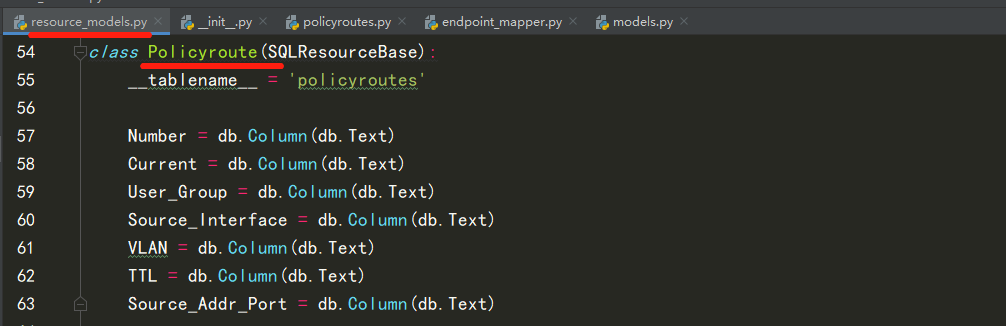 resource_models.py × __init__.py × policyroutes.py × endpoint_mapper.py × models.py ×
54 class Policyroute(SQLResourceBase):
55 __tablename__ = 'policyroutes'
56
57 Number = db.Column(db.Text)
58 Current = db.Column(db.Text)
59 User_Group = db.Column(db.Text)
60 Source_Interface = db.Column(db.Text)
61 VLAN = db.Column(db.Text)
62 TTL = db.Column(db.Text)
63 Source_Addr_Port = db.Column(db.Text)